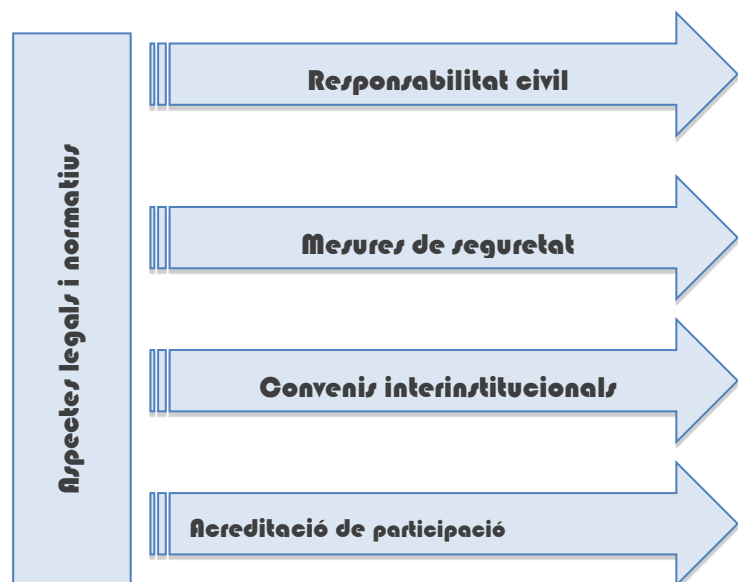 Aspectes legals i normatius
Responsabilitat civil
Mesures de seguretat
Convenis interinstitucionals
Acreditació de participació